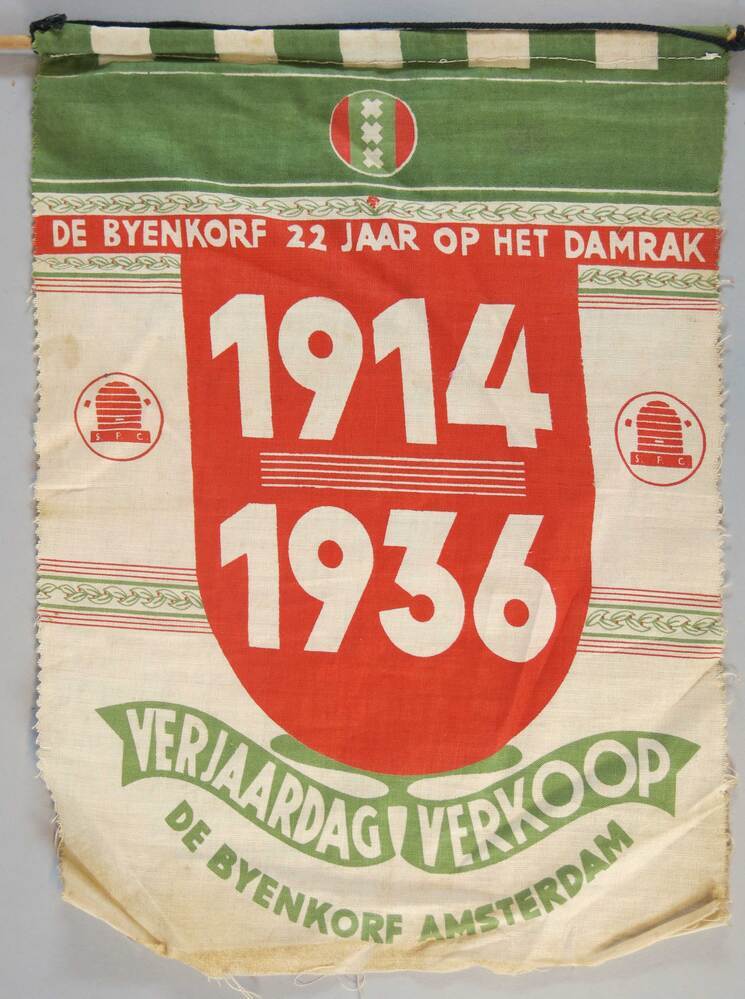 DE BYENKORF 22 JAAR OP HET DAMRAK
1914
S. F. C.
S. F. C.
1936
VERJAARDAG VERKOOP
DE BYENKORF AMSTERDAM